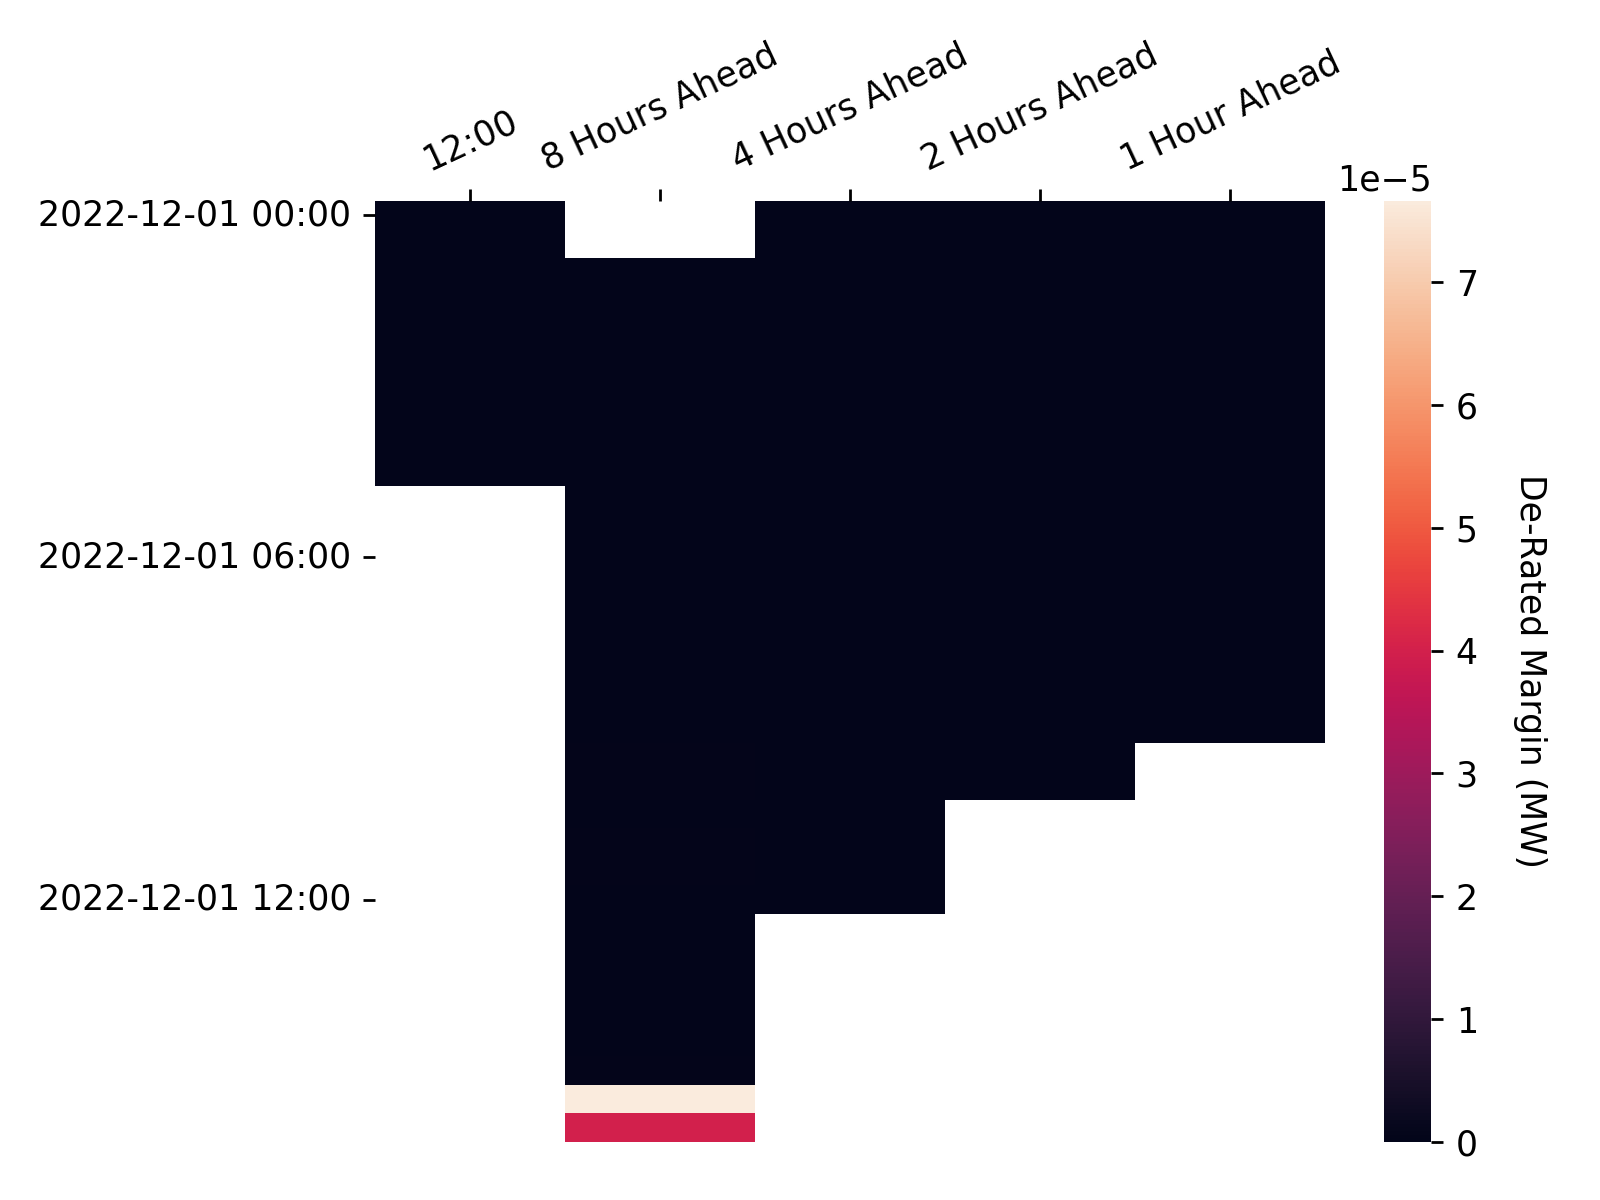 12:00
8 Hours Ahead
4 Hours Ahead
2 Hours Ahead
1 Hour Ahead
1e−5
2022-12-01 00:00
2022-12-01 06:00
2022-12-01 12:00
7
6
5
4
3
2
1
0
De-Rated Margin (MW)